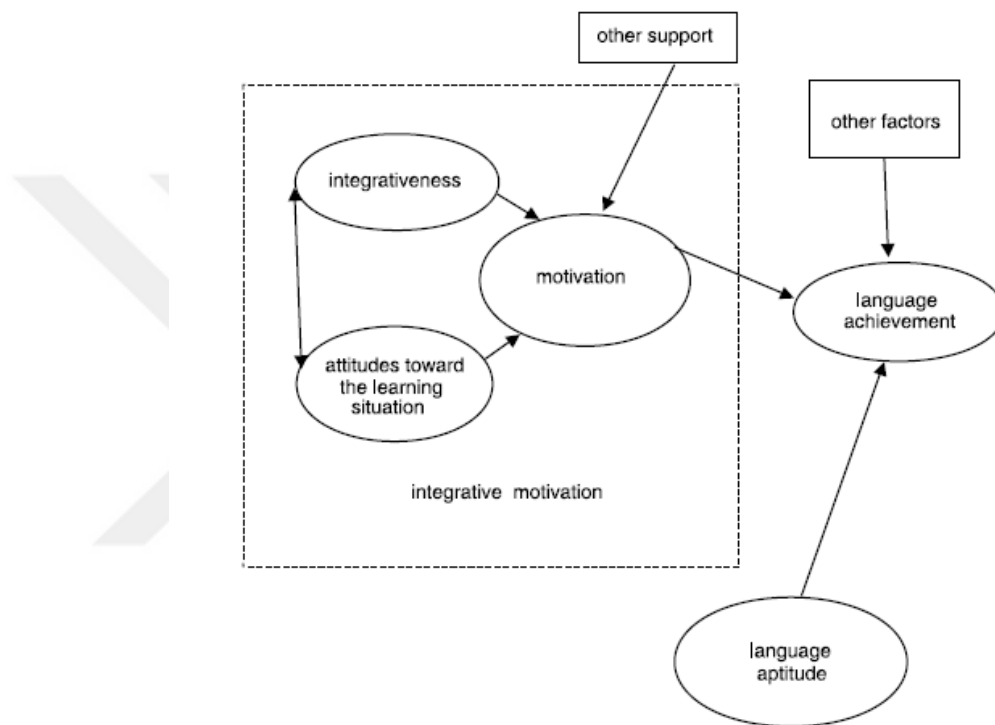 other support
other factors
integrativeness
motivation
language
achievement
attitudes toward
the learning
situation
integrative motivation
language
aptitude